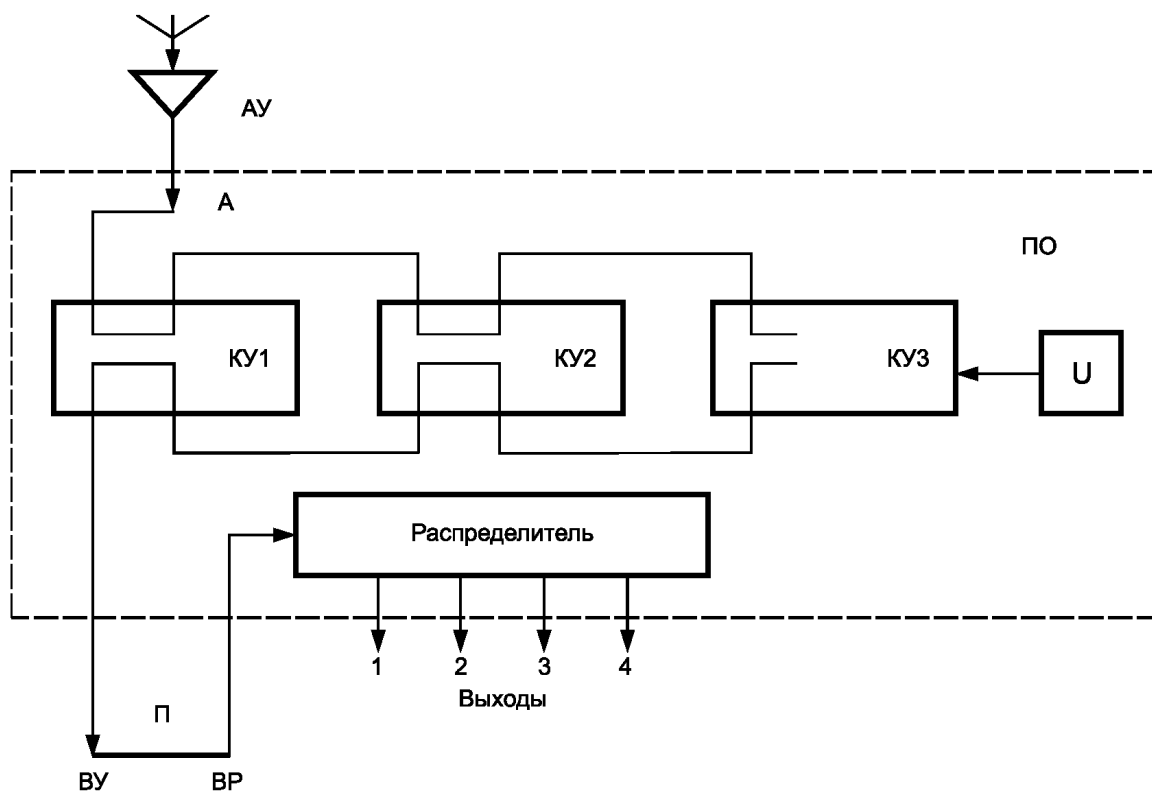 АУ
А
ПО
КУ1
КУ2
КУ3
U
Распределитель
1 2 3 4
Выходы
П
ВУ ВР